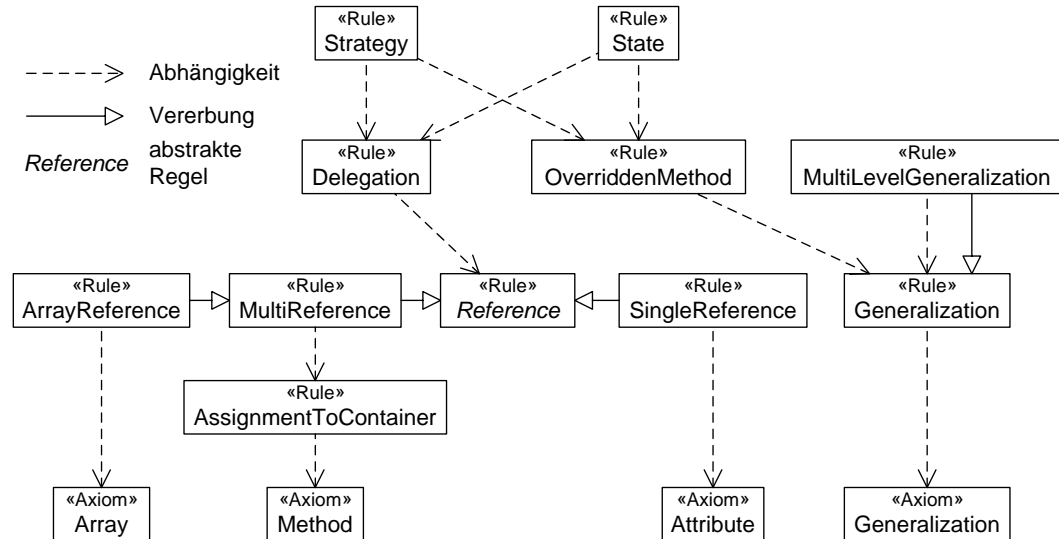 «Rule»
Strategy
«Rule»
State
Abhängigkeit
Vererbung
Reference
abstrakte
Regel
«Rule»
Delegation
«Rule»
OverriddenMethod
«Rule»
MultiLevelGeneralization
«Rule»
ArrayReference
«Rule»
MultiReference
«Rule»
Reference
«Rule»
SingleReference
«Rule»
Generalization
«Rule»
AssignmentToContainer
«Axiom»
Array
«Axiom»
Method
«Axiom»
Attribute
«Axiom»
Generalization